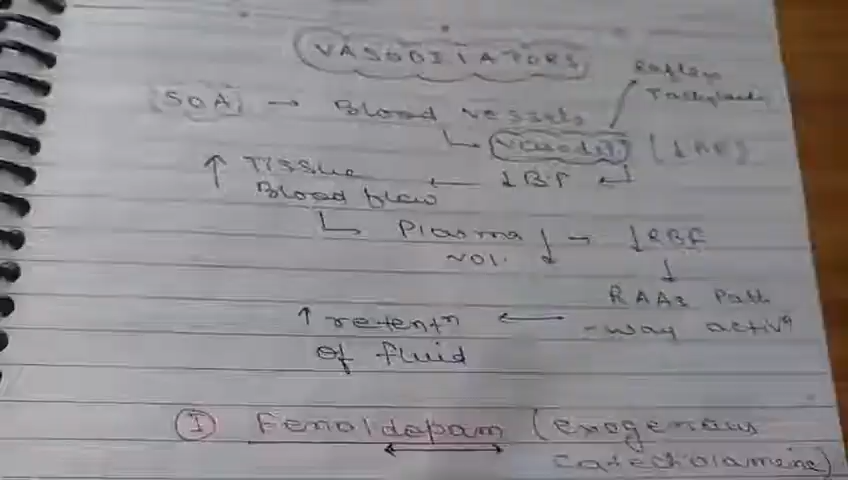 VASODILATORS
Reflex
Tachycardia
[SOA] → Blood vessels
↳ Vasodil
↑ Tissue ← ↓BP ↵
Blood flow
↳ Plasma ↓ → ↓RBF
vol.
↓
RAAS Path
↑ retentⁿ ← -way activⁿ
of fluid
① Fenoldopam (exogenous
catecholamine)